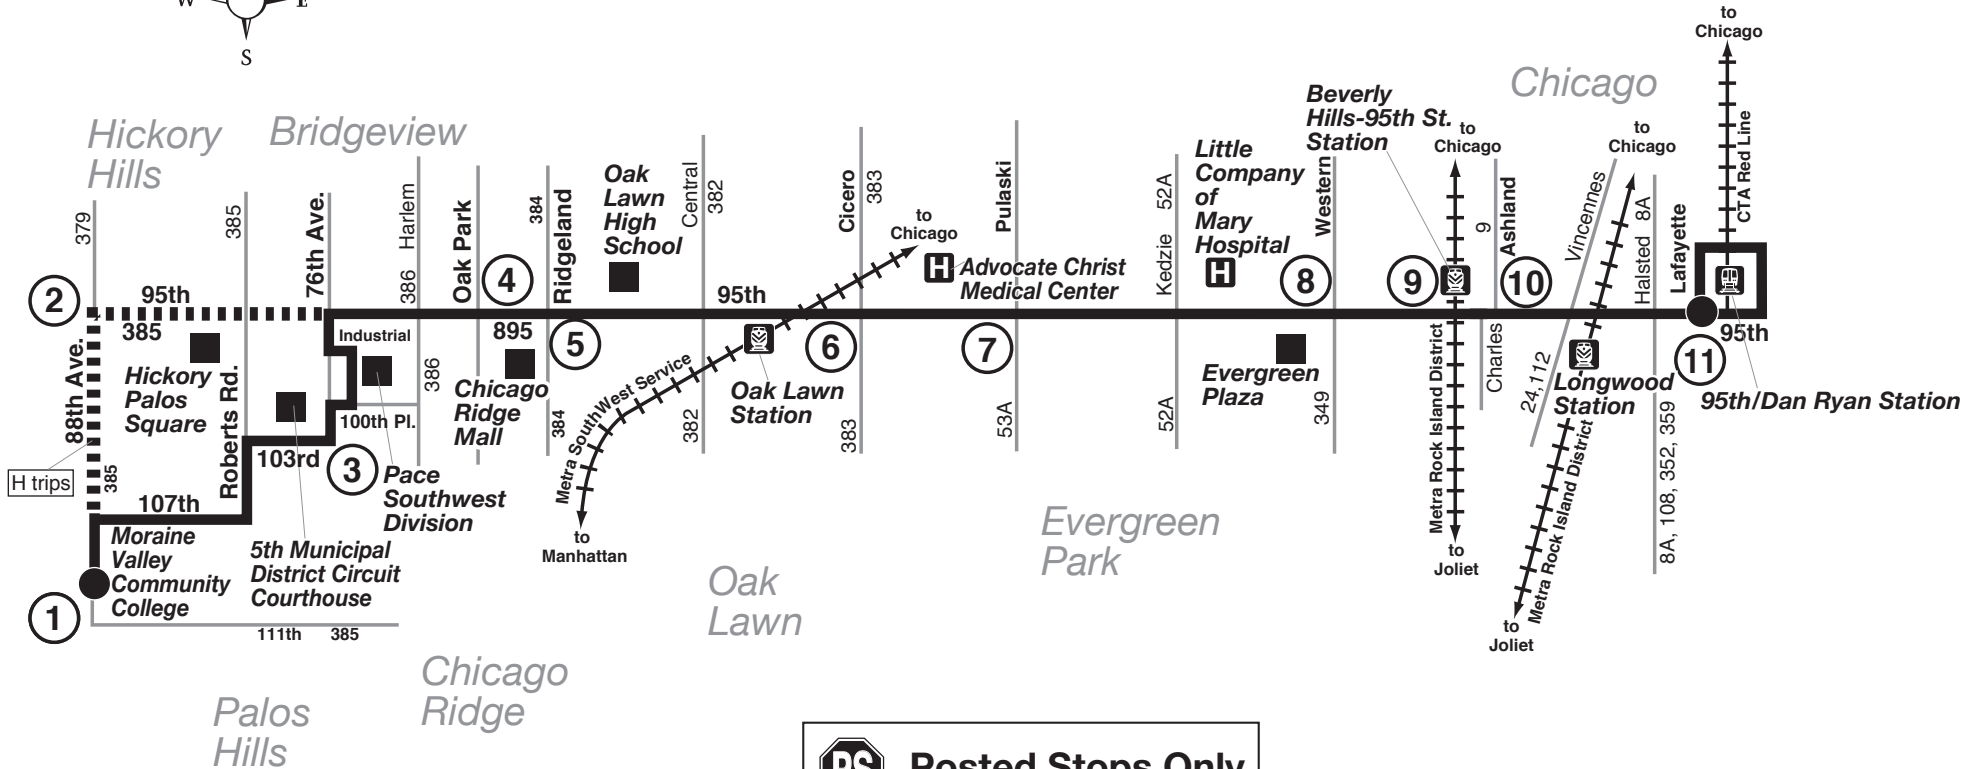 W
E
S
Hickory
Hills
Bridgeview
Chicago
to
Chicago
CTA Red Line
379
385
76th Ave.
386 Harlem
Oak Park
384
Ridgeland
Oak
Lawn
High
School
Central
382
Cicero
383
to
Chicago
Pulaski
Advocate Christ
Medical Center
H
Kedzie 52A
Little
Company
of
Mary
Hospital
H
Western
Beverly
Hills-95th St.
Station
to
Chicago
9
Ashland
Vincennes
to
Chicago
Halsted 8A
Lafayette
2
95th
385
4
895
5
95th
6
7
8
9
10
11
95th
95th/Dan Ryan Station
88th Ave.
385
H trips
Hickory
Palos
Square
Roberts Rd.
Industrial
386
100th Pl.
103rd
3
Pace
Southwest
Division
107th
Moraine
Valley
Community
College
1
5th Municipal
District Circuit
Courthouse
111th 385
Chicago
Ridge
Mall
384
Metra SouthWest Service
to
Manhattan
Oak Lawn
Station
382
383
53A
52A
Evergreen
Plaza
349
Metra Rock Island District
to
Joliet
Charles
24,112
Longwood
Station
Metra Rock Island District
to
Joliet
8A, 108, 352, 359
Evergreen
Park
Oak
Lawn
Chicago
Ridge
Palos
Hills
PS
Posted Stops Only